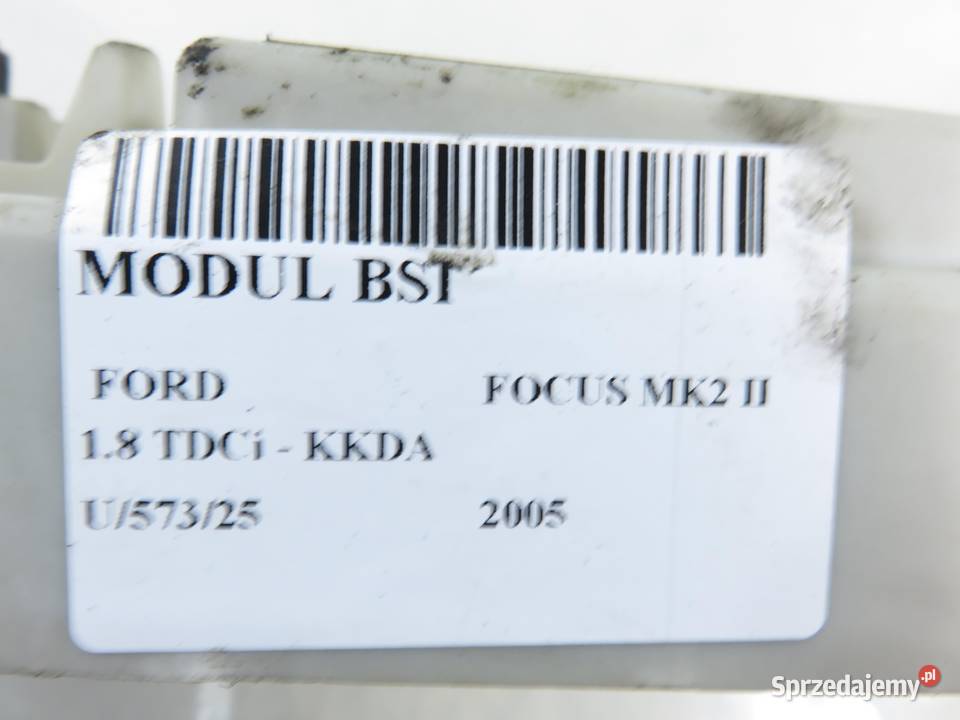 MODUL BSI
FORD FOCUS MK2 II
1.8 TDCi - KKDA
U/573/25 2005
Sprzedajemy.pl